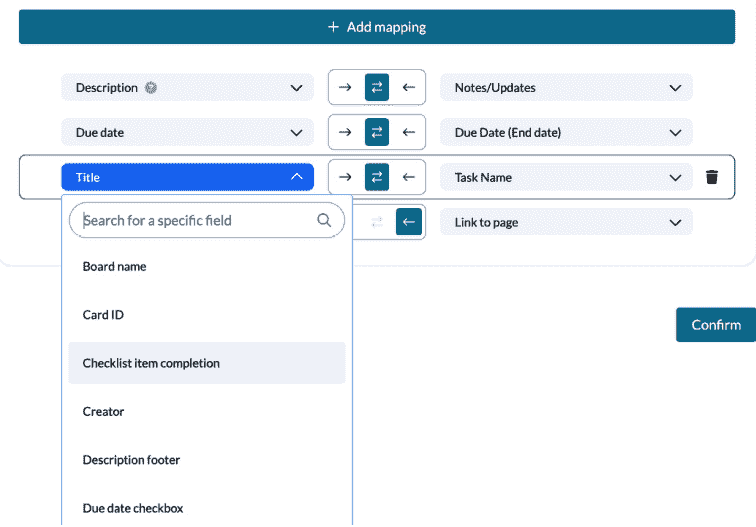 + Add mapping
Description
Notes/Updates
Due date
Due Date (End date)
Title
Task Name
Search for a specific field
Link to page
Board name
Card ID
Confirm
Checklist item completion
Creator
Description footer
Due date checkbox